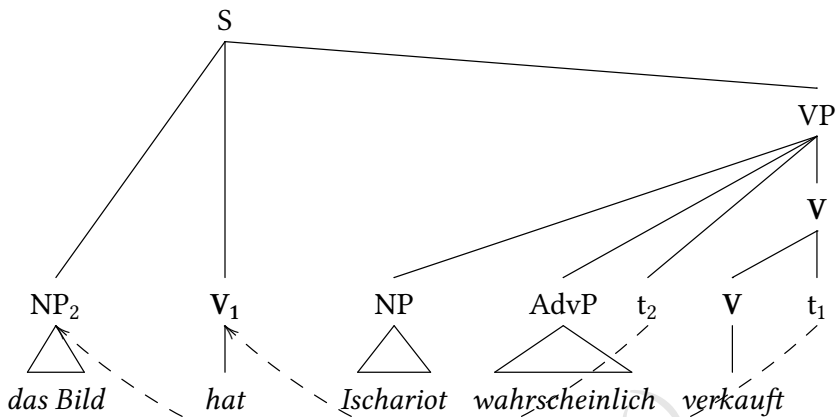 S
VP
V
NP₂ V₁ NP AdvP t₂ V t₁
das Bild hat Ischariot wahrscheinlich verkauft